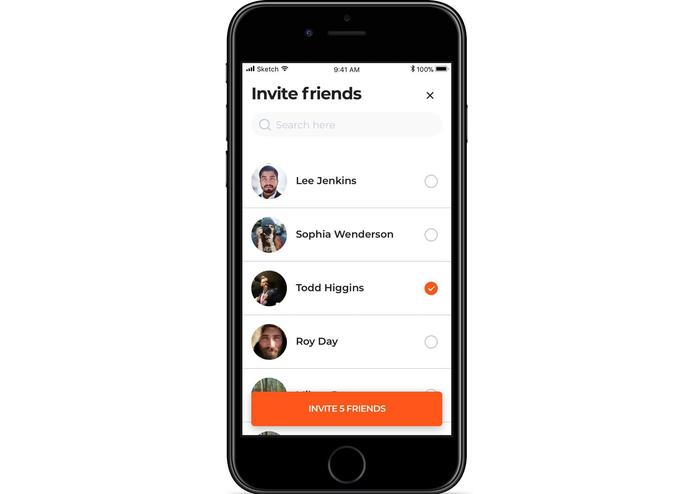 Sketch 9:41 AM 100%
Invite friends
Search here
Lee Jenkins
Sophia Wenderson
Todd Higgins
Roy Day
INVITE 5 FRIENDS